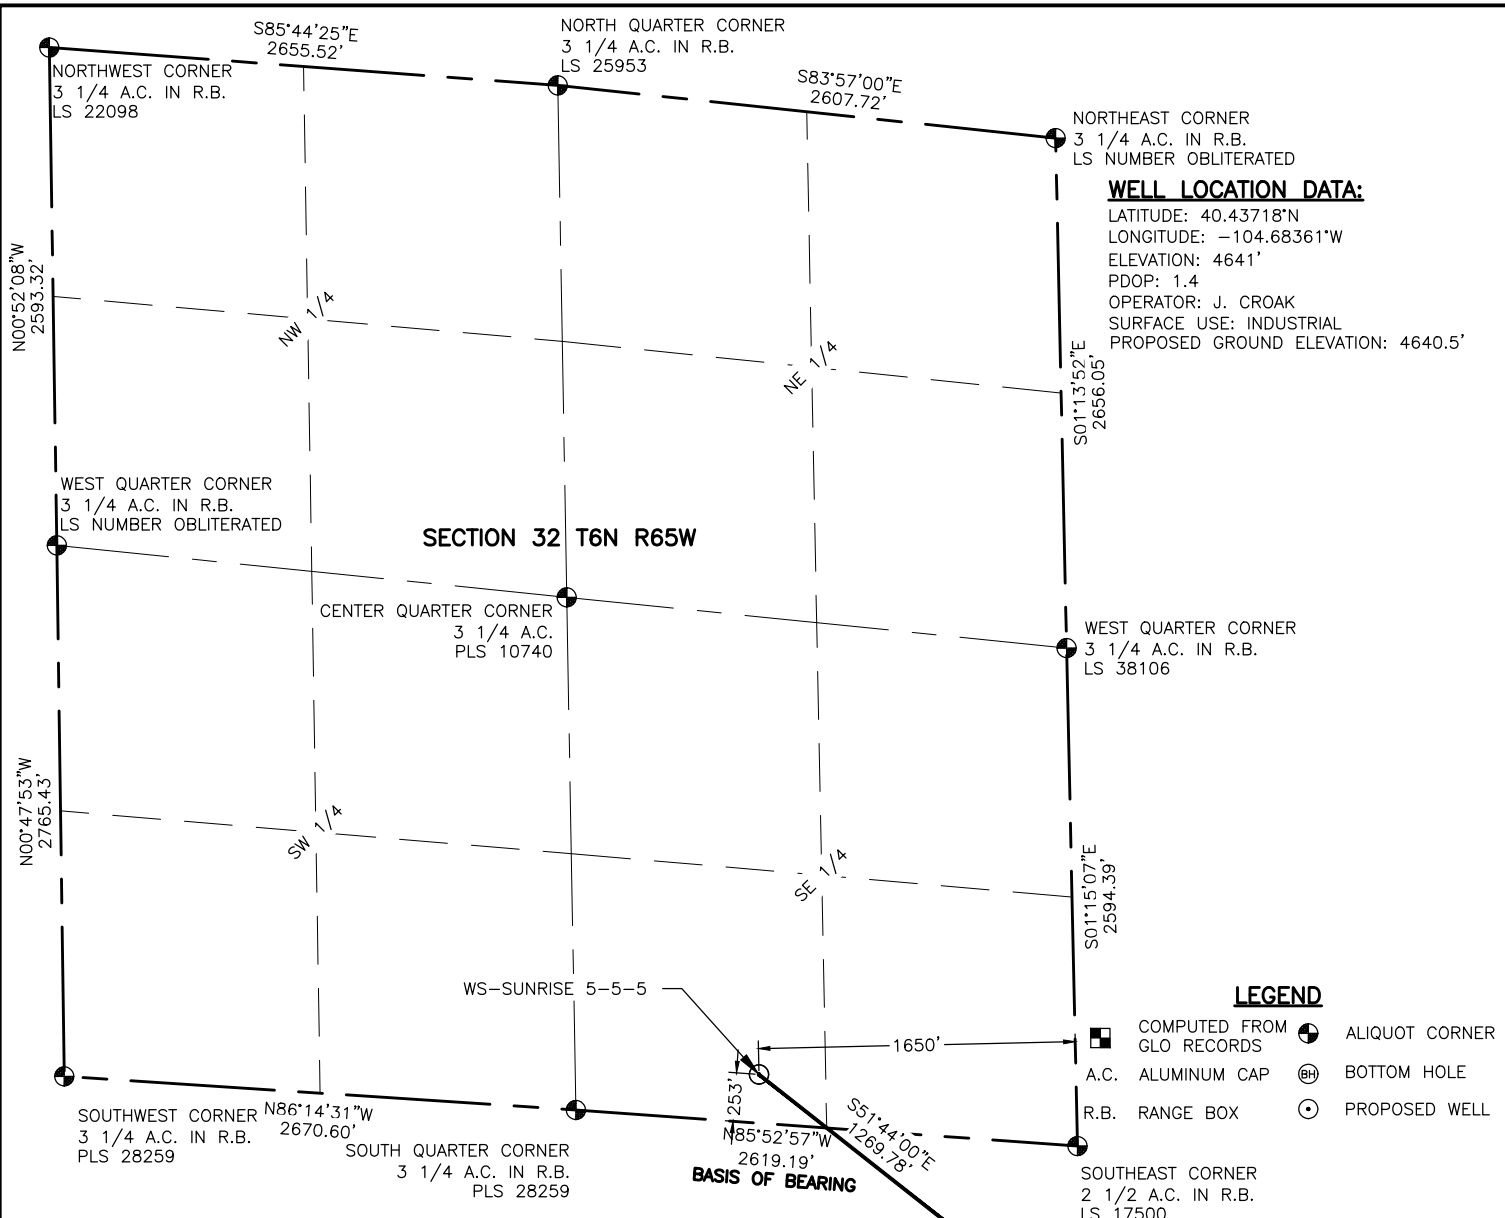 S85°44'25"E
2655.52'
NORTH QUARTER CORNER
3 1/4 A.C. IN R.B.
LS 25953
S83°57'00"E
2607.72'
NORTHWEST CORNER
3 1/4 A.C. IN R.B.
LS 22098
NORTHEAST CORNER
3 1/4 A.C. IN R.B.
LS NUMBER OBLITERATED
WELL LOCATION DATA:
LATITUDE: 40.43718°N
LONGITUDE: -104.68361°W
ELEVATION: 4641'
PDOP: 1.4
OPERATOR: J. CROAK
SURFACE USE: INDUSTRIAL
PROPOSED GROUND ELEVATION: 4640.5'
N00°52'08"W
2593.32'
NW 1/4
NE 1/4
S01°13'52"E
2656.05'
WEST QUARTER CORNER
3 1/4 A.C. IN R.B.
LS NUMBER OBLITERATED
SECTION 32 T6N R65W
CENTER QUARTER CORNER
3 1/4 A.C.
PLS 10740
WEST QUARTER CORNER
3 1/4 A.C. IN R.B.
LS 38106
N00°47'53"W
2765.43'
SW 1/4
SE 1/4
S01°15'07"E
2594.39'
WS-SUNRISE 5-5-5
1650'
253'
LEGEND
COMPUTED FROM
GLO RECORDS
ALIQUOT CORNER
A.C. ALUMINUM CAP
BH BOTTOM HOLE
R.B. RANGE BOX
PROPOSED WELL
SOUTHWEST CORNER
3 1/4 A.C. IN R.B.
PLS 28259
N86°14'31"W
2670.60'
SOUTH QUARTER CORNER
3 1/4 A.C. IN R.B.
PLS 28259
N85°52'57"W
2619.19'
BASIS OF BEARING
S51°44'00"E
1269.78'
SOUTHEAST CORNER
2 1/2 A.C. IN R.B.
LS 17500